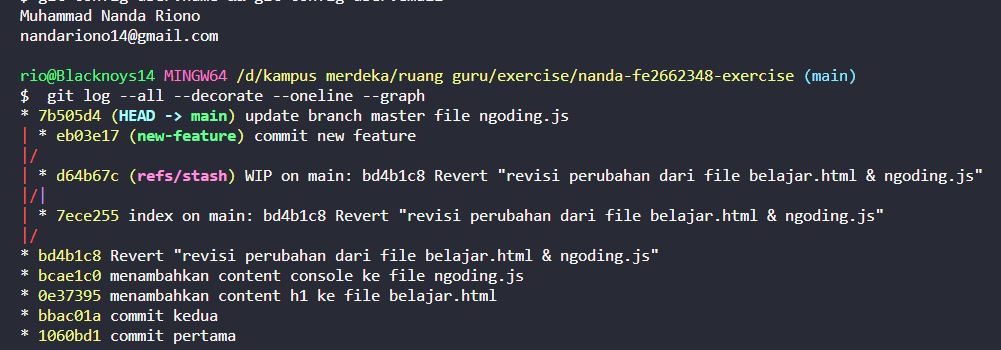 Muhammad Nanda Riono
nandariono14@gmail.com
rio@Blacknoys14 MINGW64 /d/kampus merdeka/ruang guru/exercise/nanda-fe2662348-exercise (main)
$  git log --all --decorate --oneline --graph
* 7b505d4 (HEAD -> main) update branch master file ngoding.js
| * eb03e17 (new-feature) commit new feature
|/
| * d64b67c (refs/stash) WIP on main: bd4b1c8 Revert "revisi perubahan dari file belajar.html & ngoding.js"
|/|
| * 7ece255 index on main: bd4b1c8 Revert "revisi perubahan dari file belajar.html & ngoding.js"
|/
* bd4b1c8 Revert "revisi perubahan dari file belajar.html & ngoding.js"
* bcae1c0 menambahkan content console ke file ngoding.js
* 0e37395 menambahkan content h1 ke file belajar.html
* bbac01a commit kedua
* 1060bd1 commit pertama